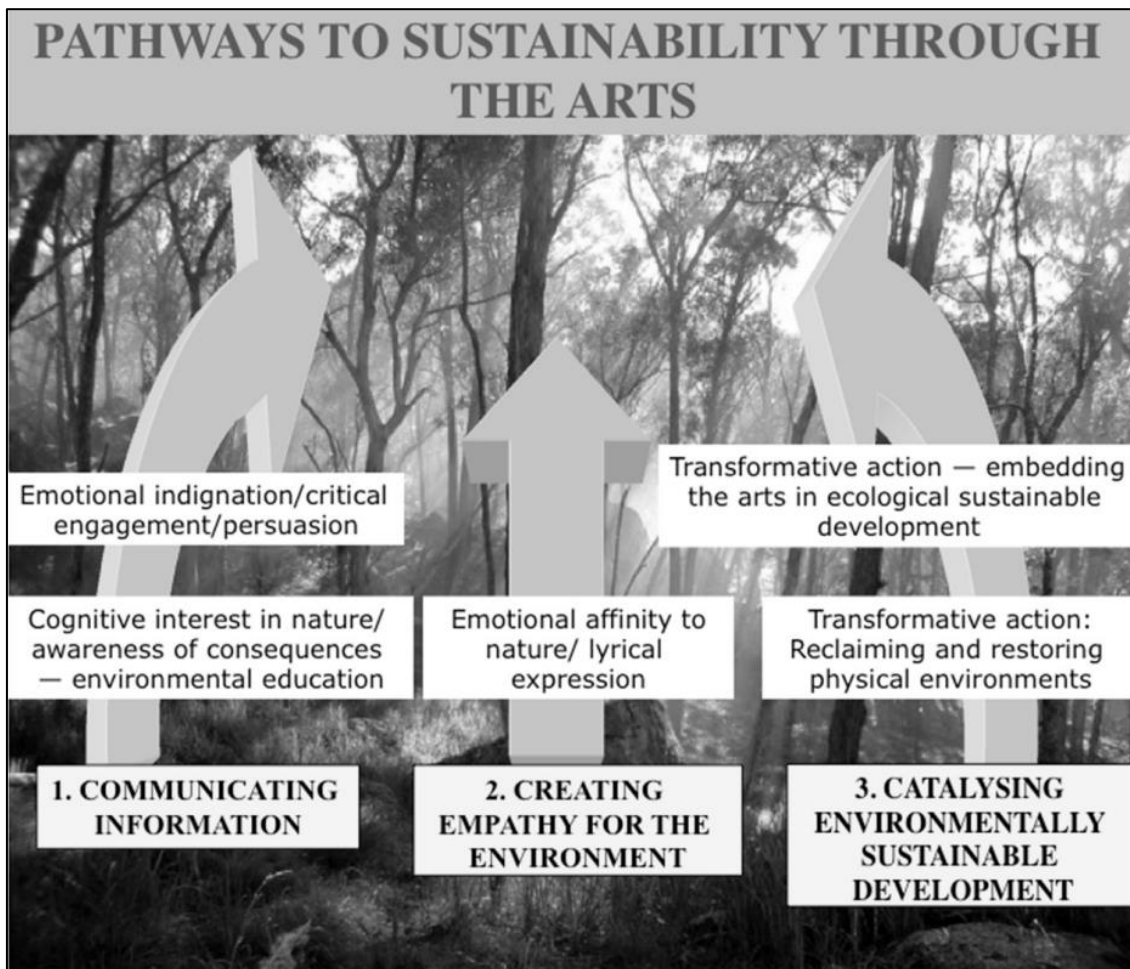 PATHWAYS TO SUSTAINABILITY THROUGH
THE ARTS
Emotional indignation/critical
engagement/persuasion
Cognitive interest in nature/
awareness of consequences
— environmental education
1. COMMUNICATING
INFORMATION
Emotional affinity to
nature/ lyrical
expression
2. CREATING
EMPATHY FOR THE
ENVIRONMENT
Transformative action — embedding
the arts in ecological sustainable
development
Transformative action:
Reclaiming and restoring
physical environments
3. CATALYSING
ENVIRONMENTALLY
SUSTAINABLE
DEVELOPMENT